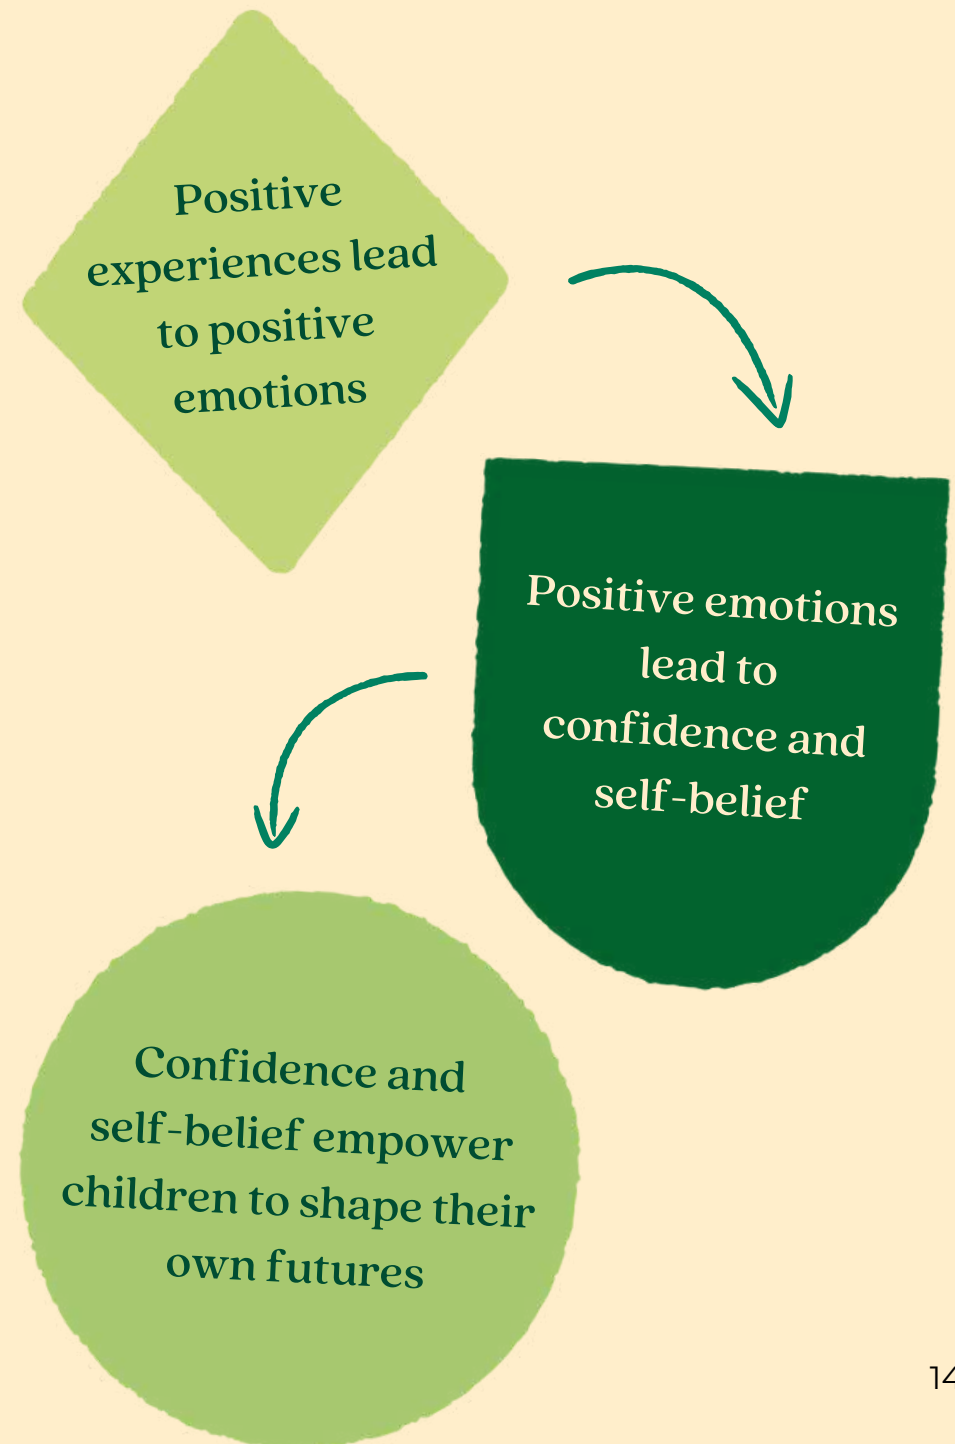 Positive
experiences lead
to positive
emotions
Positive emotions
lead to
confidence and
self-belief
Confidence and
self-belief empower
children to shape their
own futures
14